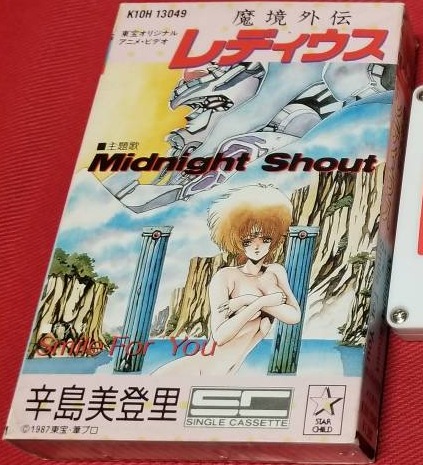 K10H 13049
東宝オリジナル
アニメ・ビデオ
魔境外伝
レディウス
■主題歌
Midnight Shout
Smile For You
辛島美登里
SC
SINGLE CASSETTE
STAR
CHILD
©1987東宝・葦プロ